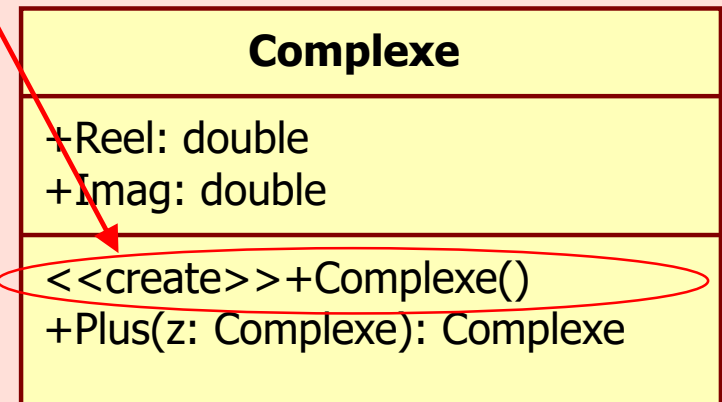 Complexe
+Reel: double
+Imag: double
<<create>>+Complexe()
+Plus(z: Complexe): Complexe